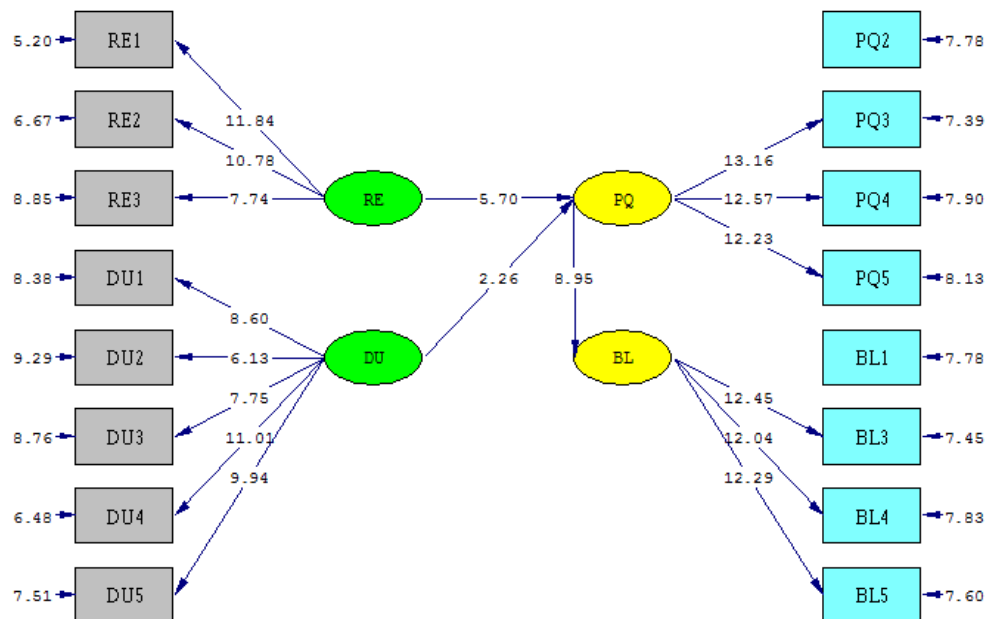 5.20 RE1 PQ2 7.78
6.67 RE2 11.84 PQ3 7.39
10.78 13.16
8.85 RE3 7.74 RE 5.70 PQ 12.57 PQ4 7.90
12.23
8.38 DU1 2.26 8.95 PQ5 8.13
8.60
9.29 DU2 6.13 DU BL BL1 7.78
7.75 12.45
8.76 DU3 11.01 12.04 BL3 7.45
9.94 12.29
6.48 DU4 BL4 7.83
7.51 DU5 BL5 7.60